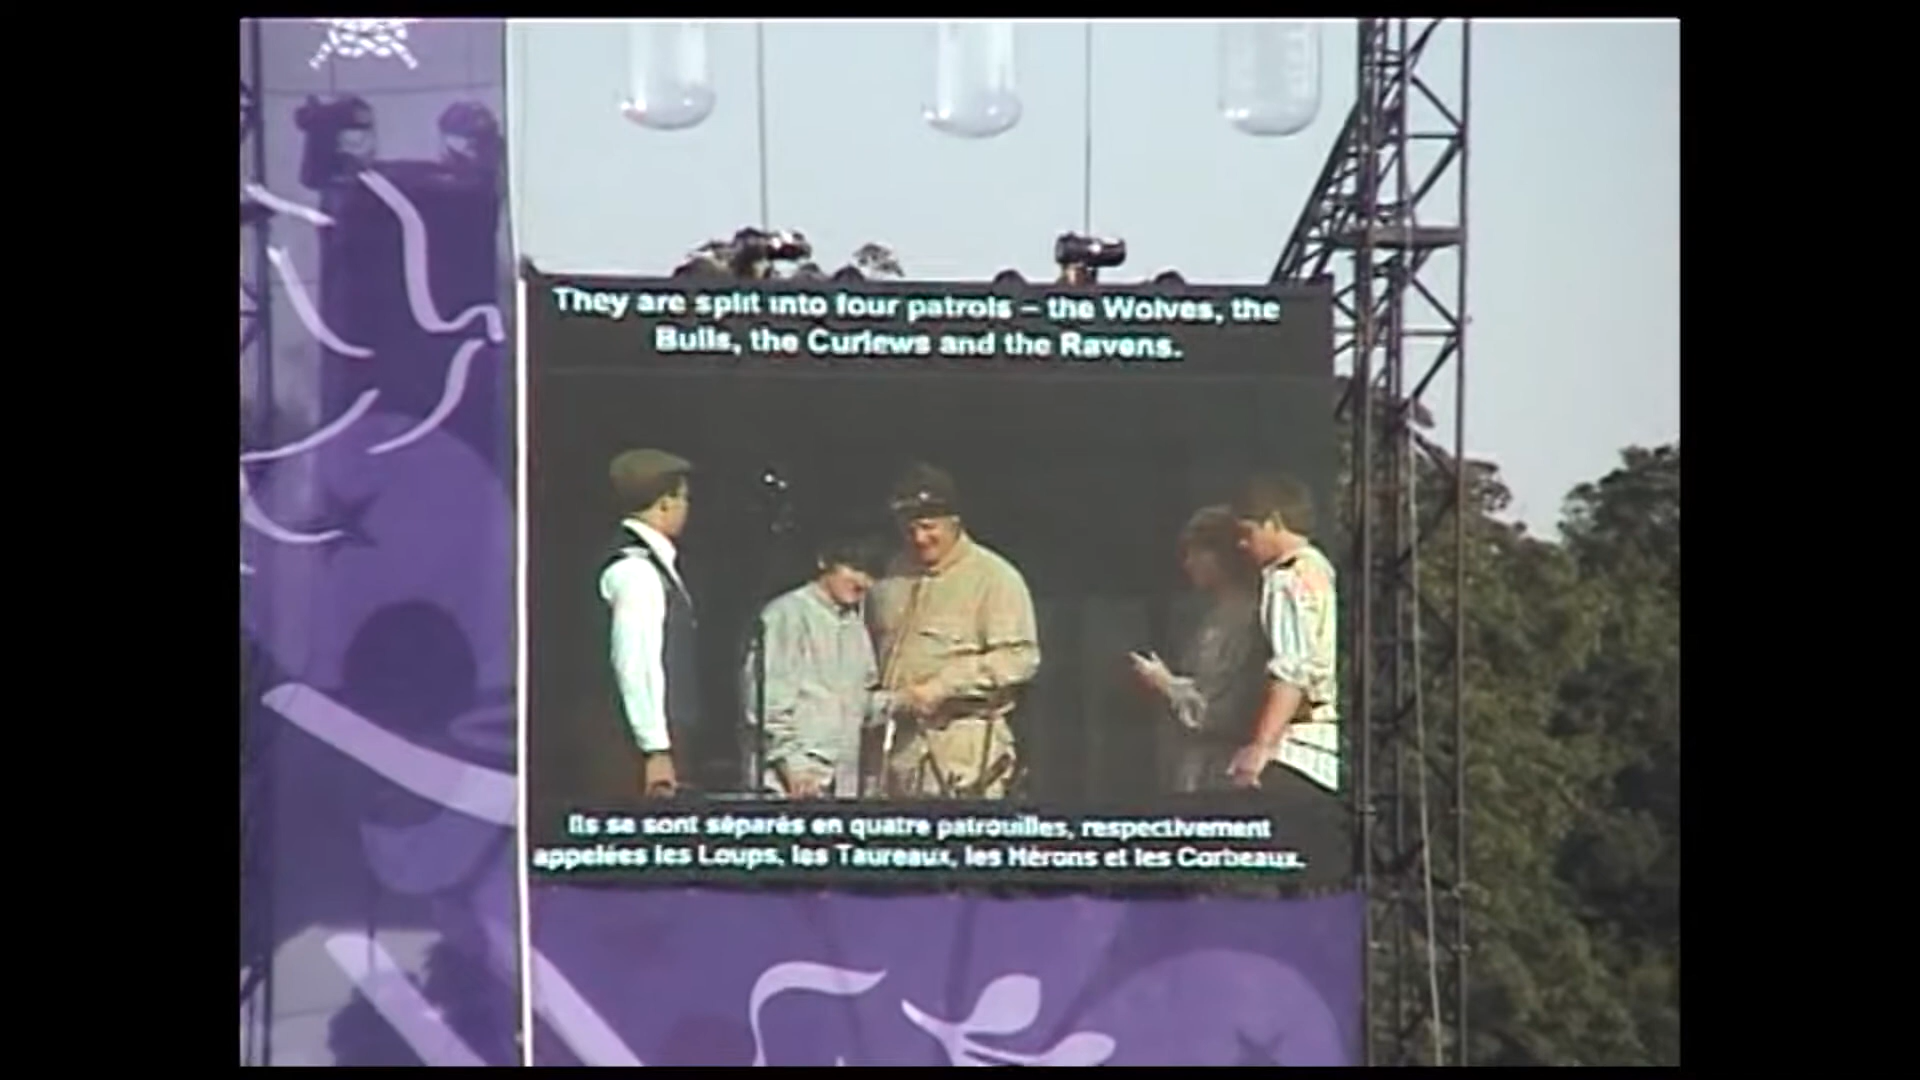 They are split into four patrols – the Wolves, the
Bulls, the Curlews and the Ravens.
Ils se sont séparés en quatre patrouilles, respectivement
appelées les Loups, les Taureaux, les Hérons et les Corbeaux.